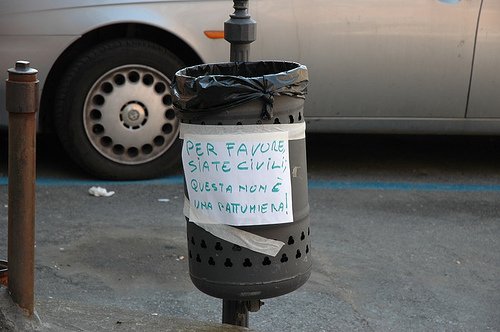 PER FAVORE,
SIATE CIVILI;
QUESTA NON È
UNA PATTUMIERA!